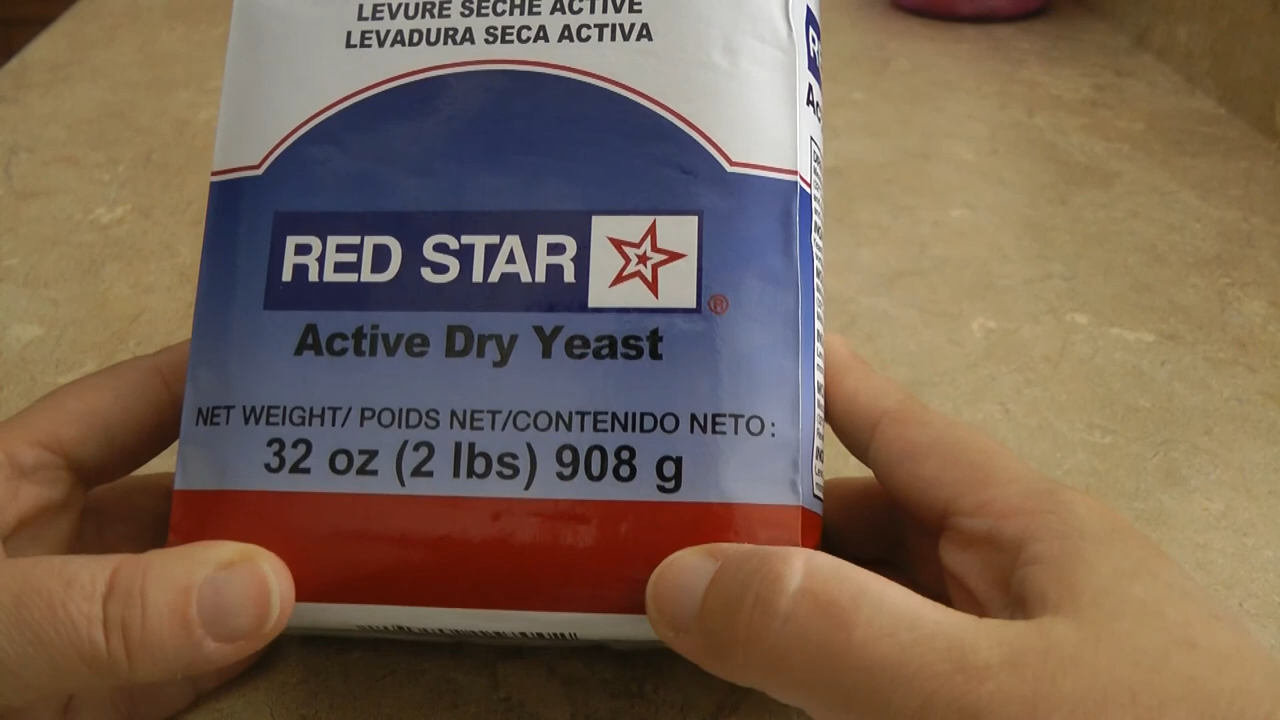 LEVURE SECHE ACTIVE
LEVADURA SECA ACTIVA
RED STAR
®
Active Dry Yeast
NET WEIGHT/ POIDS NET/CONTENIDO NETO:
32 oz (2 lbs) 908 g